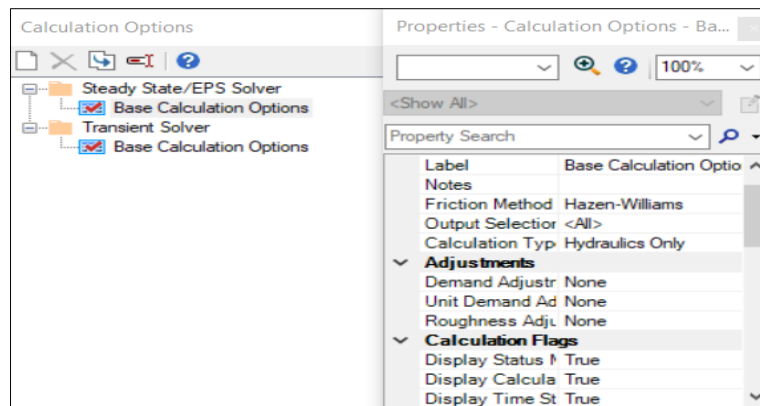 Calculation Options
Steady State/EPS Solver
Base Calculation Options
Transient Solver
Base Calculation Options
Properties - Calculation Options - Ba...
100%
<Show All>
Property Search
Label Base Calculation Optio
Notes
Friction Method Hazen-Williams
Output Selection <All>
Calculation Typ Hydraulics Only
Adjustments
Demand Adjustr None
Unit Demand Ad None
Roughness Adju None
Calculation Flags
Display Status M True
Display Calcula True
Display Time St True